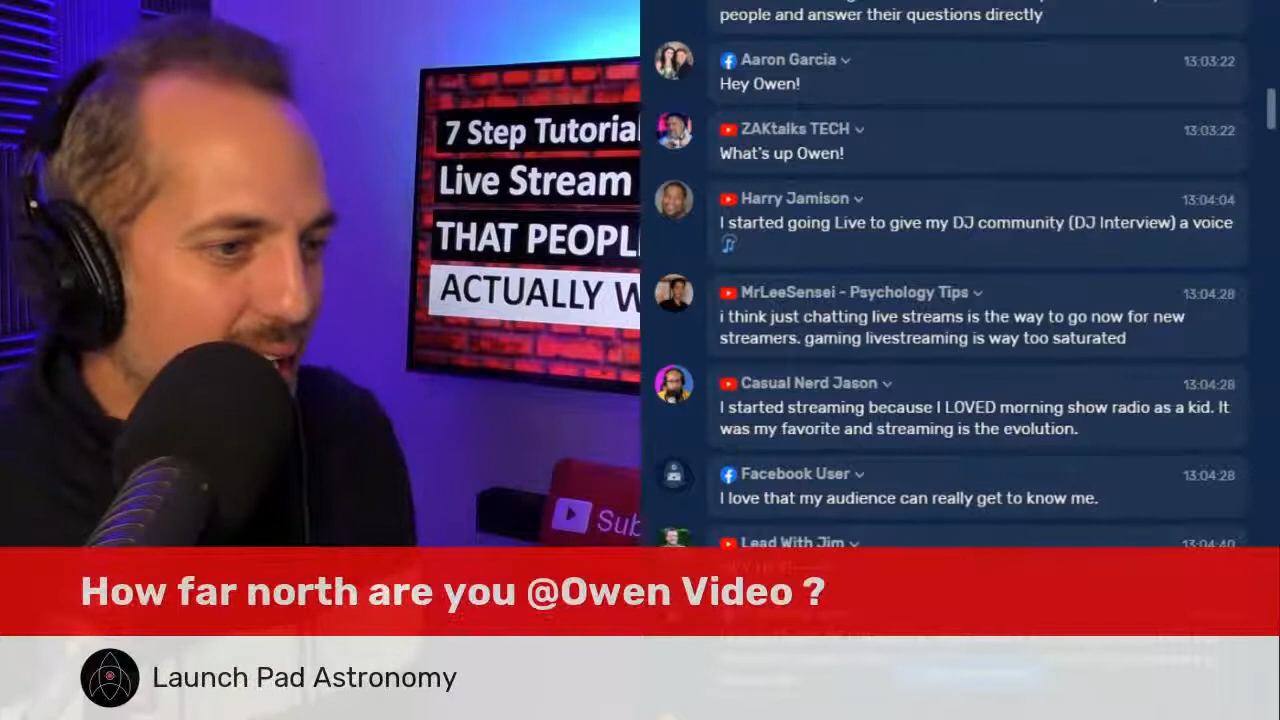 7 Step Tutorial
Live Stream
THAT PEOPL
ACTUALLY W
Sub
people and answer their questions directly
Aaron Garcia 13:03:22
Hey Owen!
ZAKtalks TECH 13:03:22
What's up Owen!
Harry Jamison 13:04:04
I started going Live to give my DJ community (DJ Interview) a voice
🎵
MrLeeSensei - Psychology Tips 13:04:28
i think just chatting live streams is the way to go now for new
streamers. gaming livestreaming is way too saturated
Casual Nerd Jason 13:04:28
I started streaming because I LOVED morning show radio as a kid. It
was my favorite and streaming is the evolution.
Facebook User 13:04:28
I love that my audience can really get to know me.
Lead With Jim 13:04:40
How far north are you @Owen Video ?
Launch Pad Astronomy